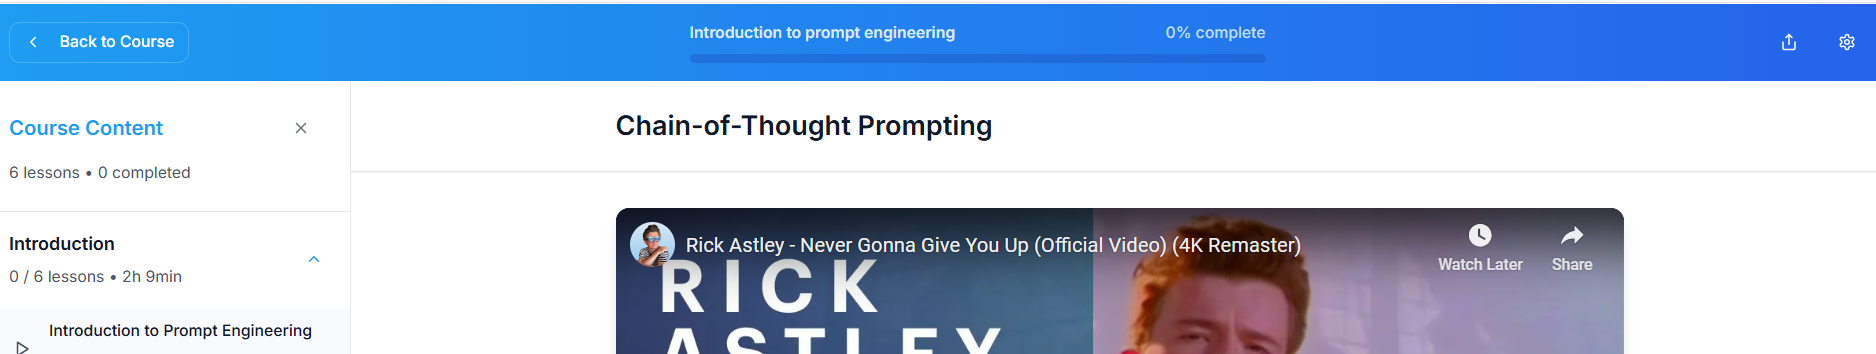 Back to Course
Introduction to prompt engineering
0% complete
Course Content
6 lessons • 0 completed
Introduction
0 / 6 lessons • 2h 9min
Introduction to Prompt Engineering
Chain-of-Thought Prompting
Rick Astley - Never Gonna Give You Up (Official Video) (4K Remaster)
Watch Later
Share
RICK
ASTLEY